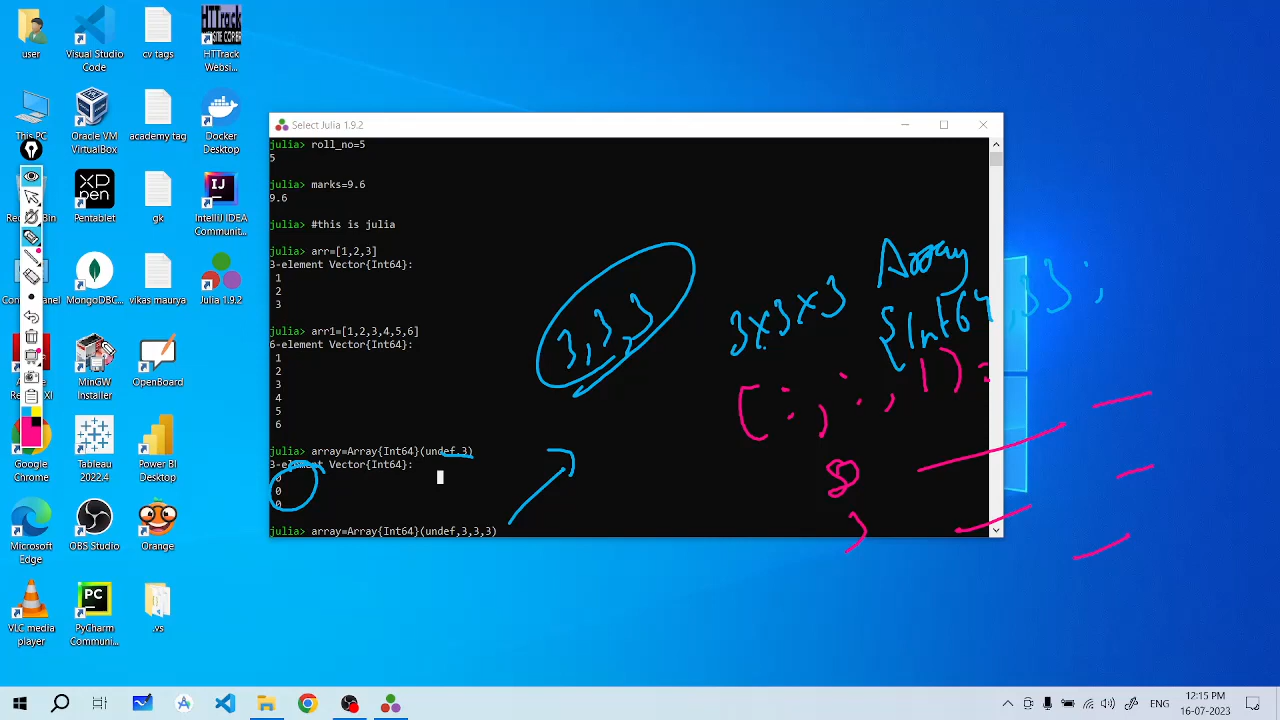 user
Visual Studio
Code
cv tags
HTTrack
Websi...
This PC
Oracle VM
VirtualBox
academy tag
Docker
Desktop
XD
PEN
Pentablet
gk
IJ
IntelliJ IDEA
Communit...
MongoDBC...
vikas maurya
Julia 1.9.2
MinGW
Installer
OpenBoard
Google
Chrome
Tableau
2022.4
Power BI
Desktop
Microsoft
Edge
OBS Studio
Orange
VLC media
player
PC
PyCharm
Communi...
.vs
Select Julia 1.9.2
julia> roll_no=5
5
julia> marks=9.6
9.6
julia> #this is julia
julia> arr=[1,2,3]
3-element Vector{Int64}:
1
2
3
julia> arr1=[1,2,3,4,5,6]
6-element Vector{Int64}:
1
2
3
4
5
6
julia> array=Array{Int64}(undef,3)
3-element Vector{Int64}:
0
0
0
julia> array=Array{Int64}(undef,3,3,3)
3,3,3
3x3x3 Array
{Int64,3};
(:,:,1)=
ENG
12:15 PM
16-07-2023